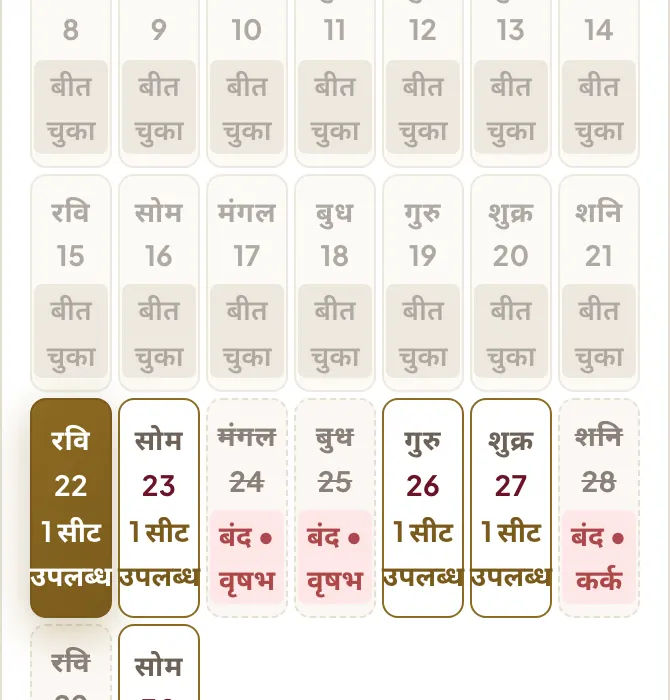 8 9 10 11 12 13 14
बीत बीत बीत बीत बीत बीत बीत
चुका चुका चुका चुका चुका चुका चुका
रवि सोम मंगल बुध गुरु शुक्र शनि
15 16 17 18 19 20 21
बीत बीत बीत बीत बीत बीत बीत
चुका चुका चुका चुका चुका चुका चुका
रवि सोम मंगल बुध गुरु शुक्र शनि
22 23 24 25 26 27 28
1 सीट 1 सीट बंद • बंद • 1 सीट 1 सीट बंद •
उपलब्ध उपलब्ध वृषभ वृषभ उपलब्ध उपलब्ध कर्क
रवि सोम